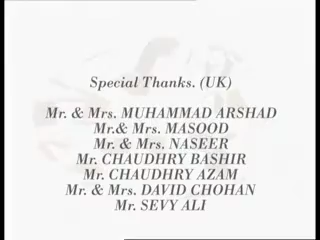 Special Thanks. (UK)
Mr. & Mrs. MUHAMMAD ARSHAD
Mr.& Mrs. MASOOD
Mr. & Mrs. NASEER
Mr. CHAUDHRY BASHIR
Mr. CHAUDHRY AZAM
Mr. & Mrs. DAVID CHOHAN
Mr. SEVY ALI